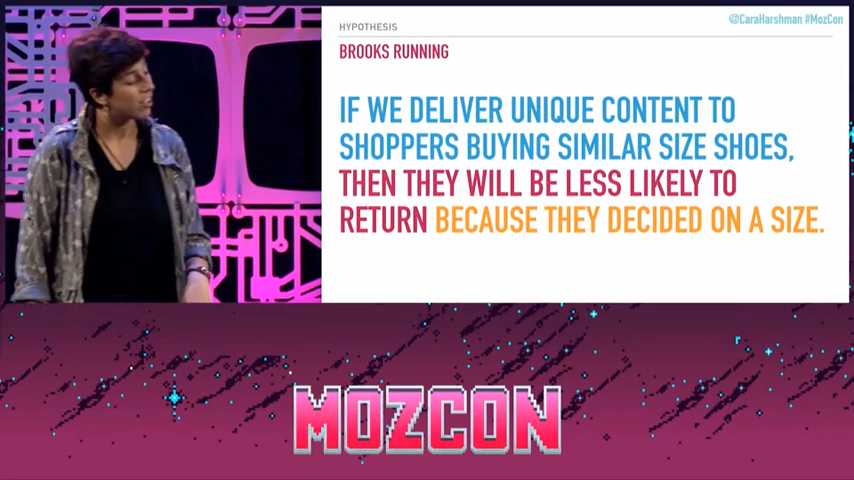 @CaraHarshman #MozCon
HYPOTHESIS
BROOKS RUNNING
IF WE DELIVER UNIQUE CONTENT TO
SHOPPERS BUYING SIMILAR SIZE SHOES,
THEN THEY WILL BE LESS LIKELY TO
RETURN BECAUSE THEY DECIDED ON A SIZE.
MOZCON